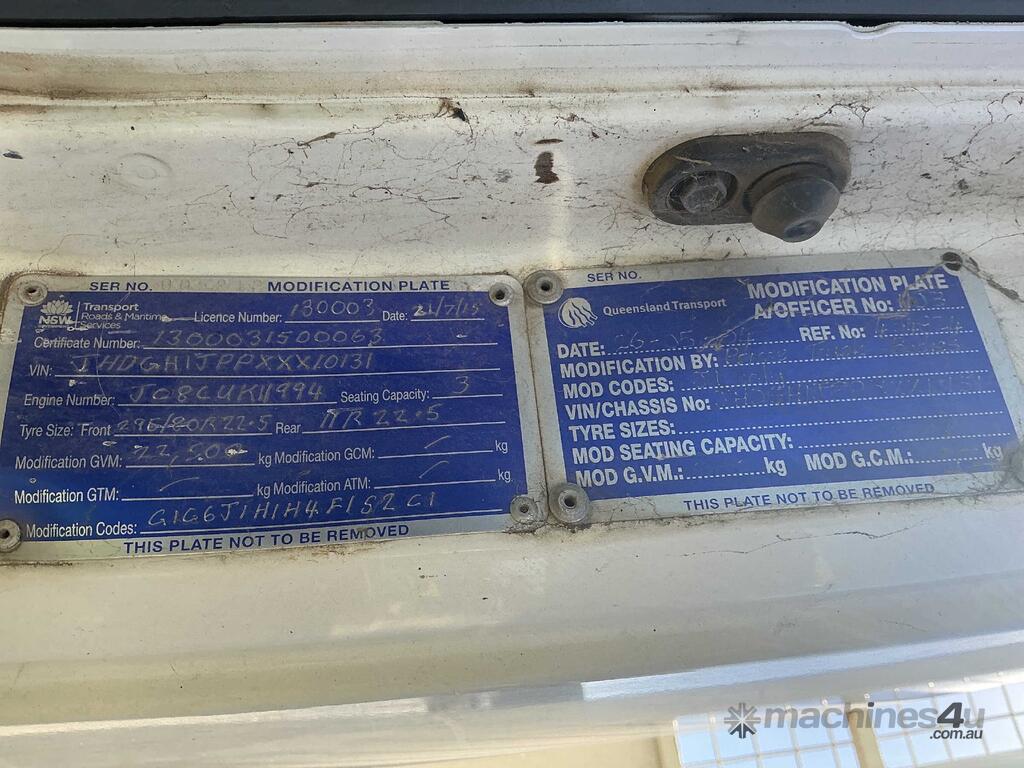 SER NO. MODIFICATION PLATE
NSW Transport Roads & Maritime Services
Licence Number: 130003 Date: 21/7/15
Certificate Number: 1300031500063
VIN: JHDGH1JPPXXX10131
Engine Number: J08CUK11994 Seating Capacity: 3
Tyre Size: Front 296/80R22.5 Rear 11R22.5
Modification GVM: 22,500 kg Modification GCM: kg
Modification GTM: kg Modification ATM: kg
Modification Codes: G1G6J1H1H4F1S2C1
THIS PLATE NOT TO BE REMOVED
SER NO. MODIFICATION PLATE
Queensland Transport A/OFFICER No:
DATE: REF. No:
MODIFICATION BY:
MOD CODES:
VIN/CHASSIS No:
TYRE SIZES:
MOD SEATING CAPACITY:
MOD G.V.M.: kg MOD G.C.M.: kg
THIS PLATE NOT TO BE REMOVED
machines4u
.com.au